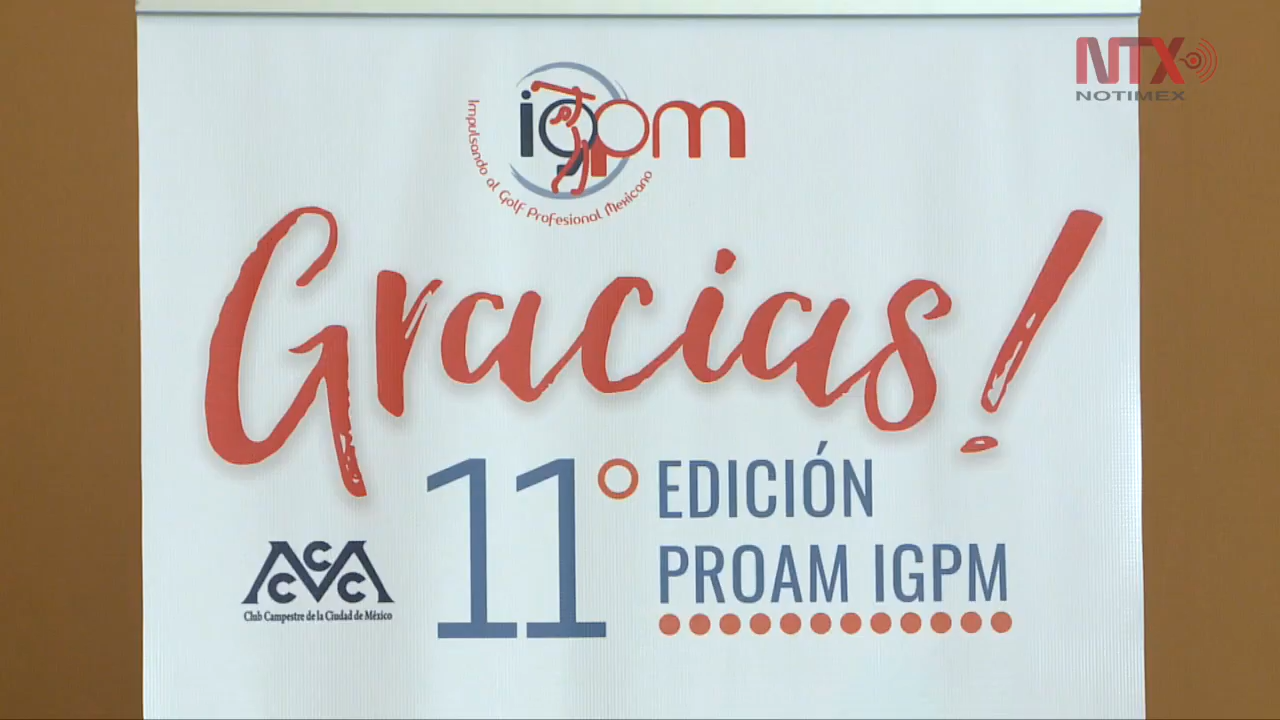 NTX
NOTIMEX
igpm
Impulsando al Golf Profesional Mexicano
Gracias!
11° EDICIÓN
PROAM IGPM
CCCC
Club Campestre de la Ciudad de México